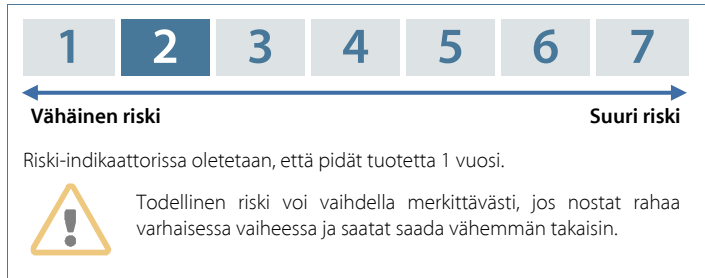 1 2 3 4 5 6 7
Vähäinen riski Suuri riski
Riski-indikaattorissa oletetaan, että pidät tuotetta 1 vuosi.
Todellinen riski voi vaihdella merkittävästi, jos nostat rahaa
varhaisessa vaiheessa ja saatat saada vähemmän takaisin.